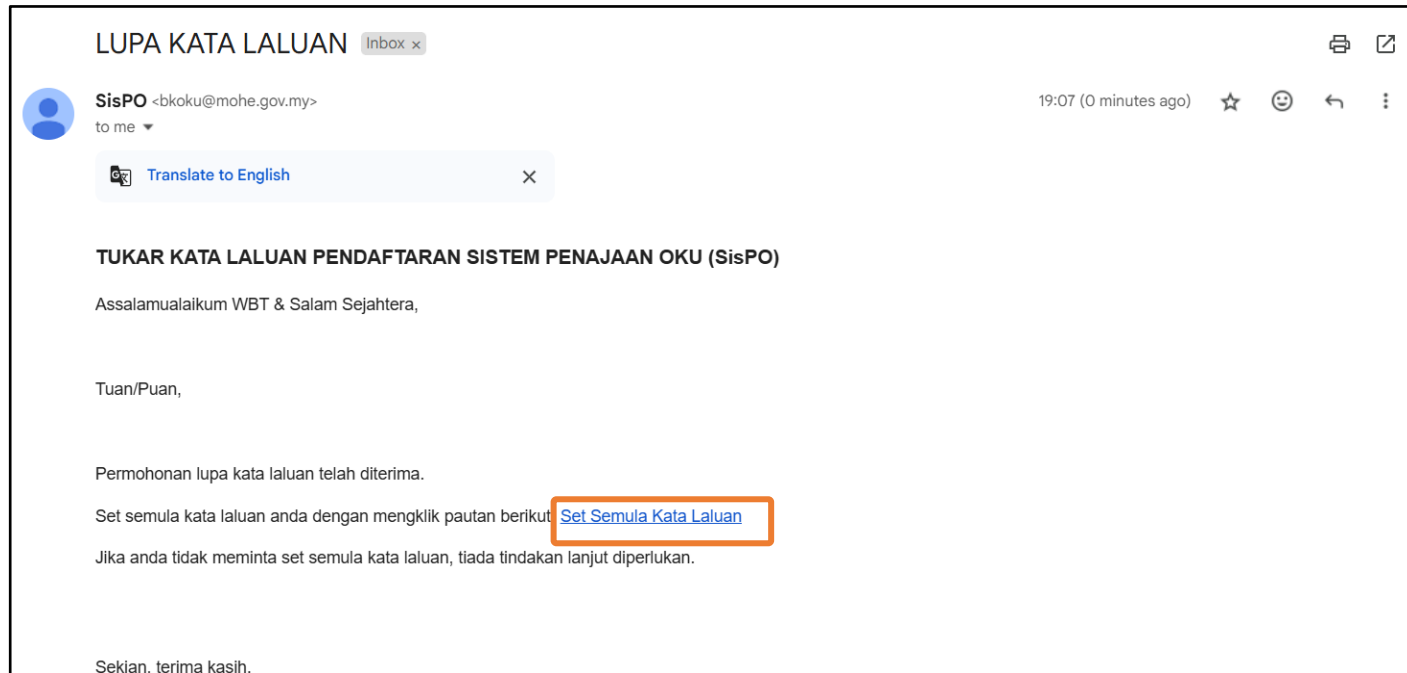 LUPA KATA LALUAN Inbox x
SisPO <bkoku@mohe.gov.my> 19:07 (0 minutes ago)
to me
Translate to English
TUKAR KATA LALUAN PENDAFTARAN SISTEM PENAJAAN OKU (SisPO)
Assalamualaikum WBT & Salam Sejahtera,
Tuan/Puan,
Permohonan lupa kata laluan telah diterima.
Set semula kata laluan anda dengan mengklik pautan berikut Set Semula Kata Laluan
Jika anda tidak meminta set semula kata laluan, tiada tindakan lanjut diperlukan.
Sekian, terima kasih.